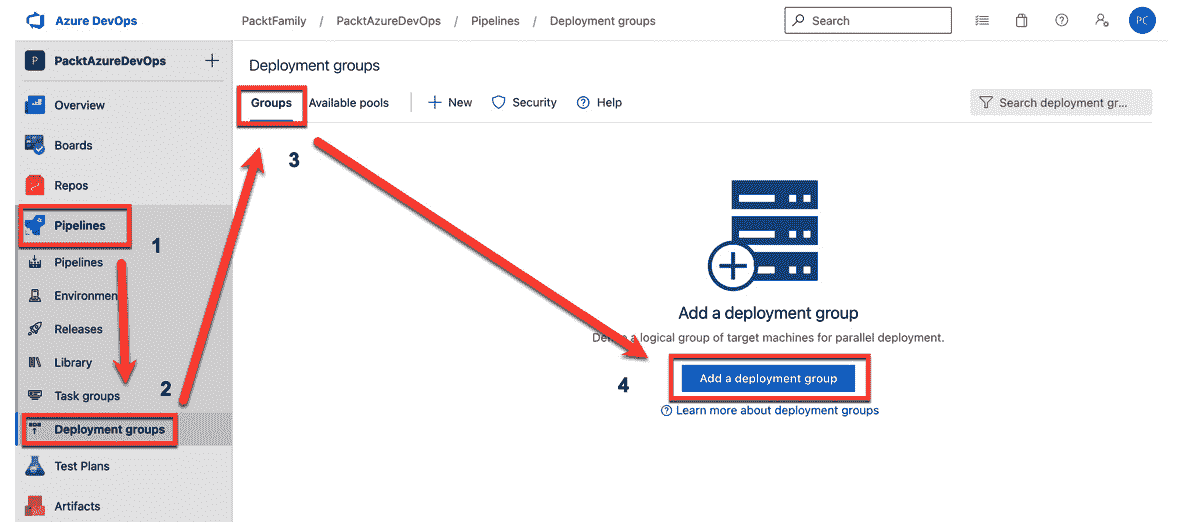 Azure DevOps
PacktFamily / PacktAzureDevOps / Pipelines / Deployment groups
Search
PC
P PacktAzureDevOps
Overview
Boards
Repos
Pipelines
Pipelines
Environmen
Releases
Library
Task groups
Deployment groups
Test Plans
Artifacts
Deployment groups
Groups Available pools New Security Help
Search deployment gr...
1
2
3
4
Add a deployment group
a logical group of target machines for parallel deployment.
Add a deployment group
Learn more about deployment groups